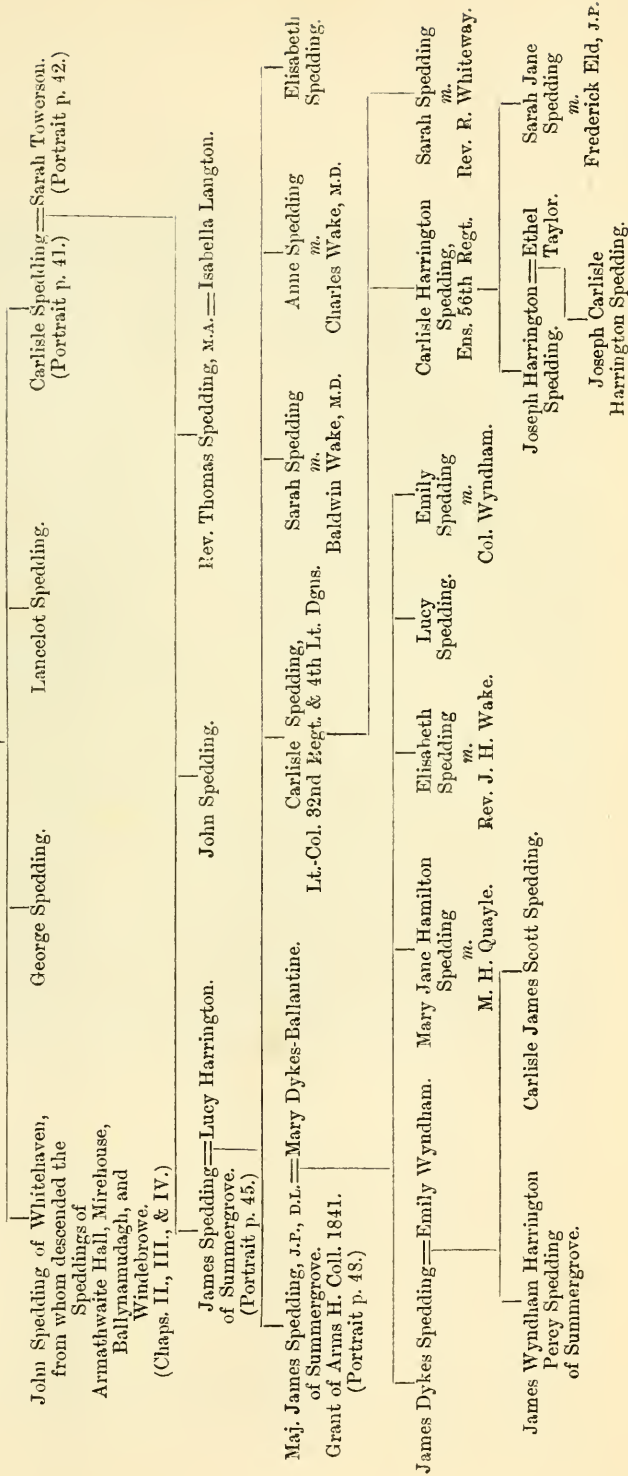 John Spedding of Whitehaven,
from whom descended the
Speddings of
Armathwaite Hall, Mirehouse,
Ballynamudagh, and
Windebrowe.
(Chaps. II., III., & IV.)
George Spedding.
Lancelot Spedding.
Carlisle Spedding=Sarah Towerson.
(Portrait p. 41.) (Portrait p. 42.)
James Spedding=Lucy Harrington.
of Summergrove.
(Portrait p. 45.)
John Spedding.
Rev. Thomas Spedding, M.A.=Isabella Langton.
Maj. James Spedding, J.P., D.L.=Mary Dykes-Ballantine.
of Summergrove.
Grant of Arms H. Coll. 1841.
(Portrait p. 48.)
Carlisle Spedding,
Lt.-Col. 32nd Regt. & 4th Lt. Dgns.
Sarah Spedding
m.
Baldwin Wake, M.D.
Anne Spedding
m.
Charles Wake, M.D.
Elisabeth
Spedding.
James Dykes Spedding=Emily Wyndham.
Mary Jane Hamilton
Spedding
m.
M. H. Quayle.
Elisabeth
Spedding
m.
Rev. J. H. Wake.
Lucy
Spedding.
Emily
Spedding
m.
Col. Wyndham.
Carlisle Harrington
Spedding,
Ens. 56th Regt.
Sarah Spedding
m.
Rev. R. Whiteway.
James Wyndham Harrington
Percy Spedding
of Summergrove.
Carlisle James Scott Spedding.
Joseph Harrington=Ethel
Spedding. Taylor.
Sarah Jane
Spedding
m.
Frederick Eld, J.P.
Joseph Carlisle
Harrington Spedding.